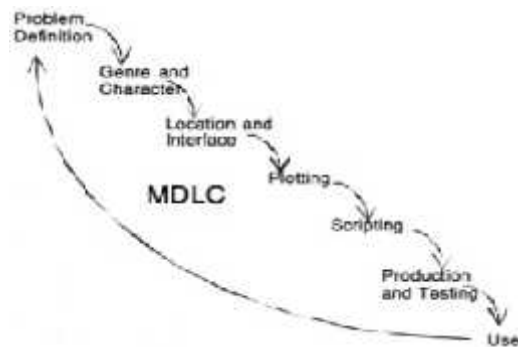 Problem
Definition
Genre and
Character
Location and
Interface
MDLC
Plotting
Scripting
Production
and Testing
Use